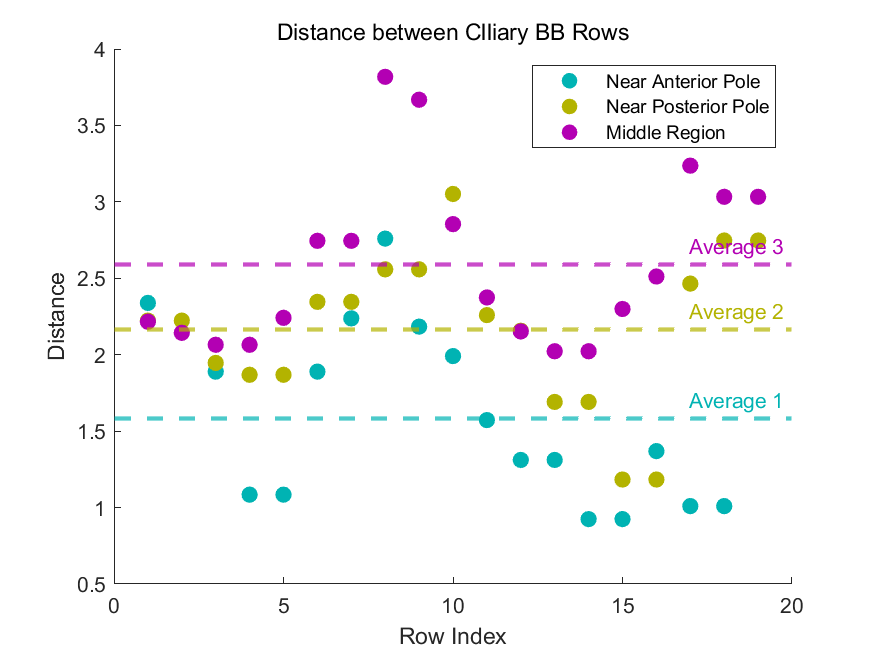 Distance between CIliary BB Rows
4
3.5
3
2.5
2
1.5
1
0.5
Distance
Near Anterior Pole
Near Posterior Pole
Middle Region
Average 3
Average 2
Average 1
0 5 10 15 20
Row Index